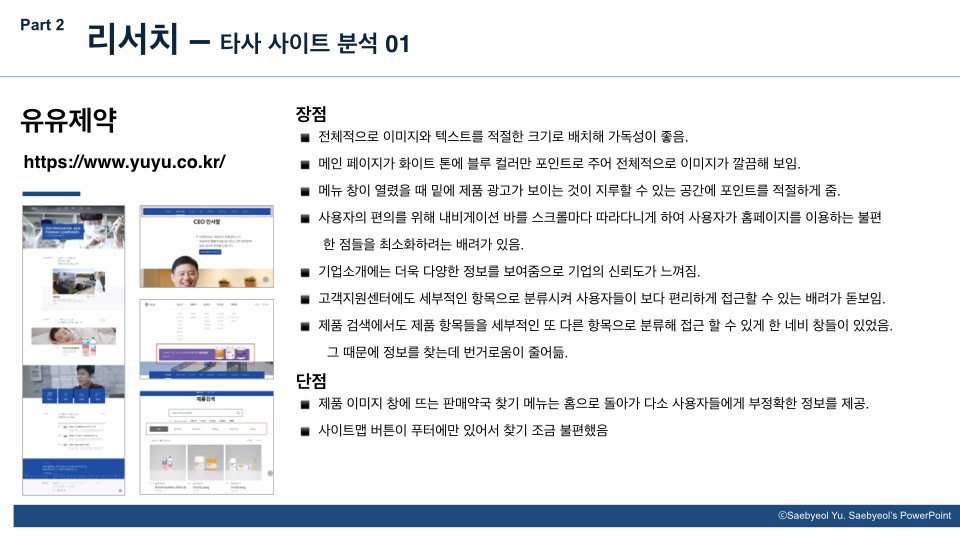 Part 2
리서치 – 타사 사이트 분석 01
유유제약
https://www.yuyu.co.kr/
CEO 인사말
제품검색
장점
전체적으로 이미지와 텍스트를 적절한 크기로 배치해 가독성이 좋음.
메인 페이지가 화이트 톤에 블루 컬러만 포인트로 주어 전체적으로 이미지가 깔끔해 보임.
메뉴 창이 열렸을 때 밑에 제품 광고가 보이는 것이 지루할 수 있는 공간에 포인트를 적절하게 줌.
사용자의 편의를 위해 내비게이션 바를 스크롤마다 따라다니게 하여 사용자가 홈페이지를 이용하는 불편
한 점들을 최소화하려는 배려가 있음.
기업소개에는 더욱 다양한 정보를 보여줌으로 기업의 신뢰도가 느껴짐.
고객지원센터에도 세부적인 항목으로 분류시켜 사용자들이 보다 편리하게 접근할 수 있는 배려가 돋보임.
제품 검색에서도 제품 항목들을 세부적인 또 다른 항목으로 분류해 접근 할 수 있게 한 네비 창들이 있었음.
그 때문에 정보를 찾는데 번거로움이 줄어듦.
단점
제품 이미지 창에 뜨는 판매약국 찾기 메뉴는 홈으로 돌아가 다소 사용자들에게 부정확한 정보를 제공.
사이트맵 버튼이 푸터에만 있어서 찾기 조금 불편했음
ⓒSaebyeol Yu. Saebyeol's PowerPoint